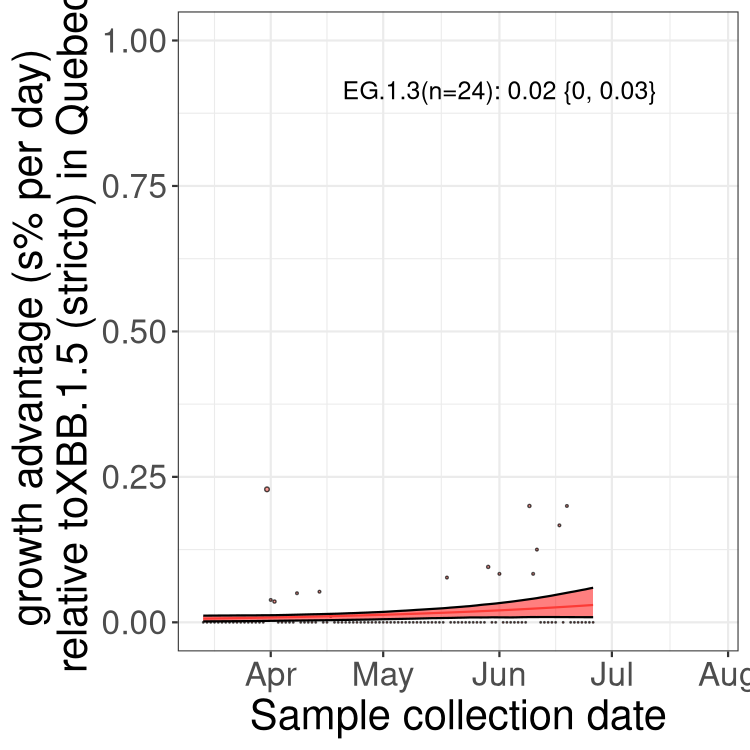 growth advantage (s% per day)
relative toXBB.1.5 (stricto) in Quebec
1.00
0.75
0.50
0.25
0.00
EG.1.3(n=24): 0.02 {0, 0.03}
Apr May Jun Jul Aug
Sample collection date